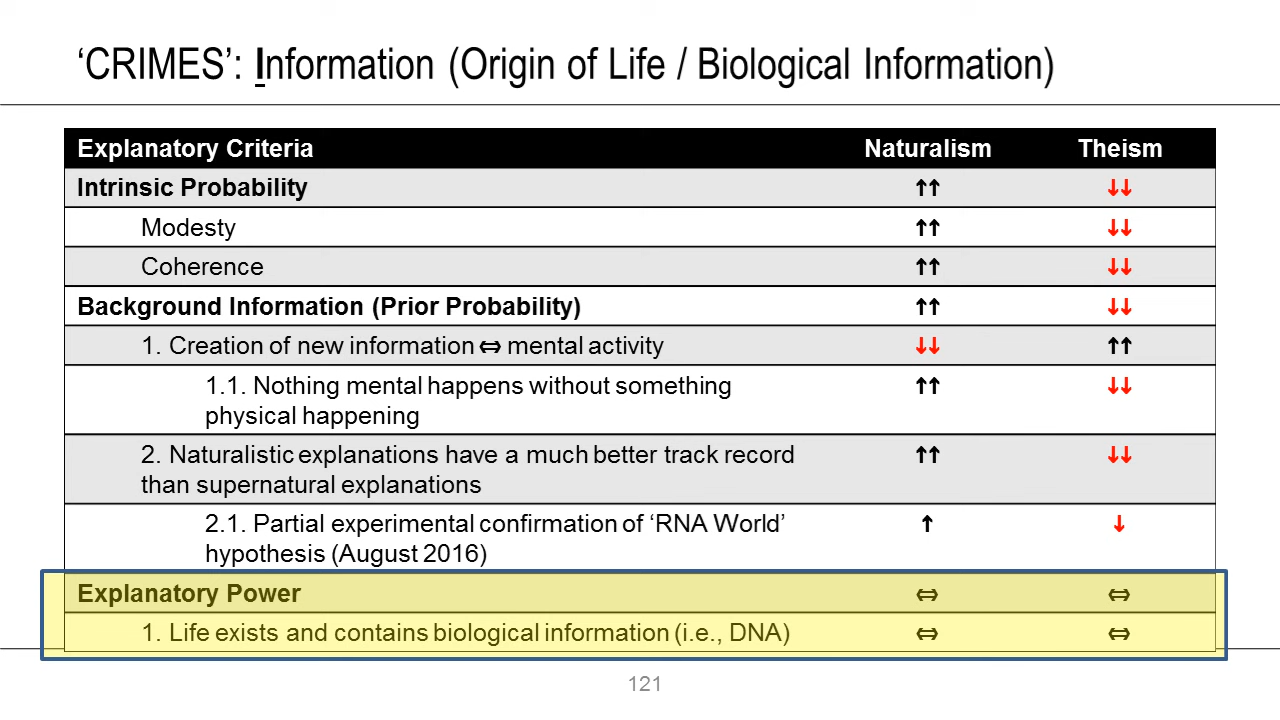 ‘CRIMES’: Information (Origin of Life / Biological Information)
Explanatory Criteria Naturalism Theism
Intrinsic Probability ↑↑ ↓↓
Modesty ↑↑ ↓↓
Coherence ↑↑ ↓↓
Background Information (Prior Probability) ↑↑ ↓↓
1. Creation of new information ⇔ mental activity ↓↓ ↑↑
1.1. Nothing mental happens without something ↑↑ ↓↓
physical happening
2. Naturalistic explanations have a much better track record ↑↑ ↓↓
than supernatural explanations
2.1. Partial experimental confirmation of ‘RNA World’ ↑ ↓
hypothesis (August 2016)
Explanatory Power ⇔ ⇔
1. Life exists and contains biological information (i.e., DNA) ⇔ ⇔
121